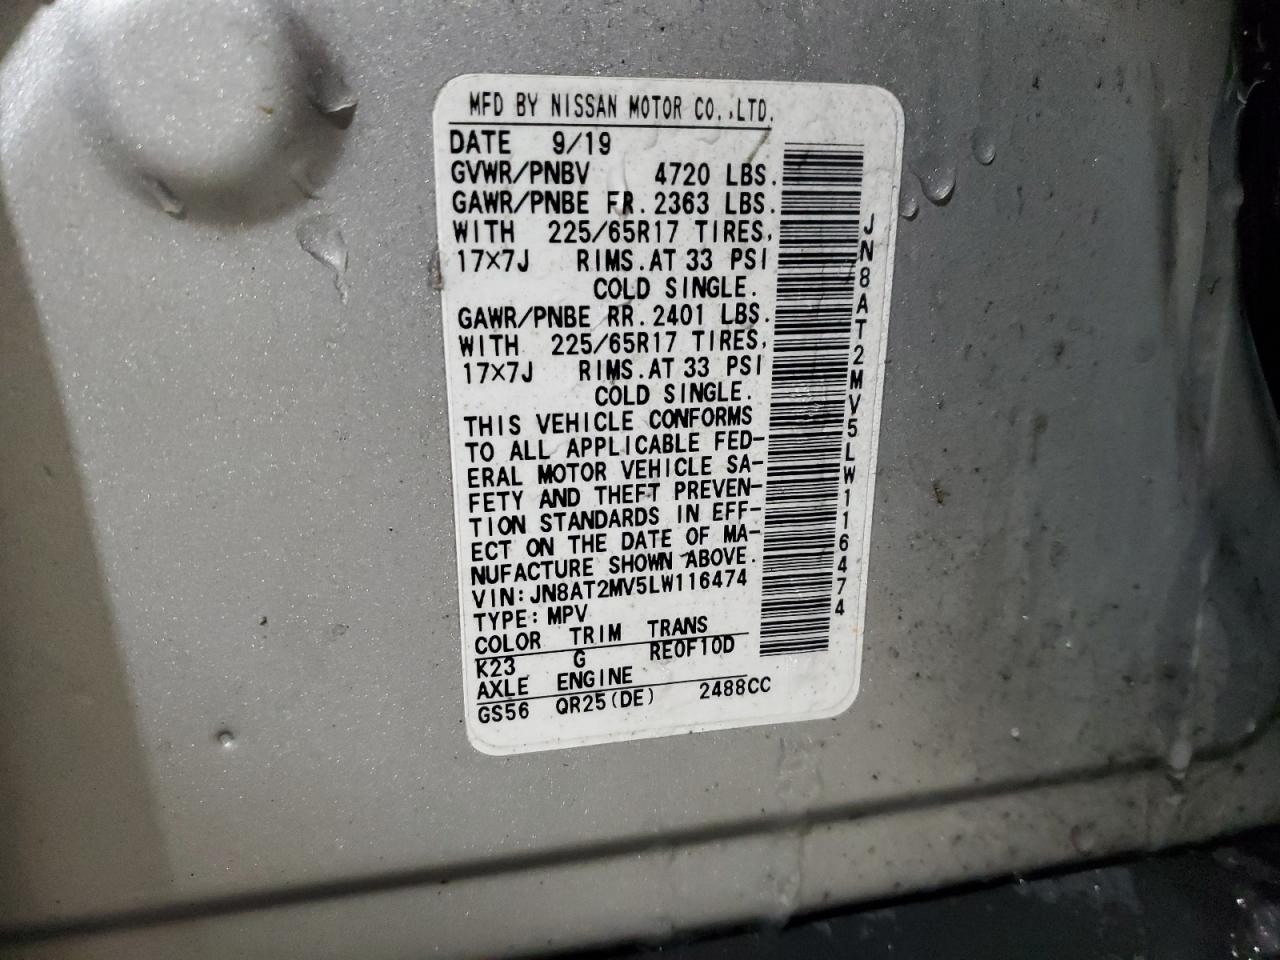 MFD BY NISSAN MOTOR CO.,LTD.
DATE 9/19
GVWR/PNBV 4720 LBS.
GAWR/PNBE FR. 2363 LBS.
WITH 225/65R17 TIRES,
17×7J RIMS. AT 33 PSI
COLD SINGLE.
GAWR/PNBE RR. 2401 LBS.
WITH 225/65R17 TIRES,
17×7J RIMS. AT 33 PSI
COLD SINGLE.
THIS VEHICLE CONFORMS
TO ALL APPLICABLE FED-
ERAL MOTOR VEHICLE SA-
FETY AND THEFT PREVEN-
TION STANDARDS IN EFF-
ECT ON THE DATE OF MA-
NUFACTURE SHOWN ABOVE.
VIN: JN8AT2MV5LW116474
TYPE: MPV
COLOR TRIM TRANS
K23 G RE0F10D
AXLE ENGINE
GS56 QR25(DE) 2488CC
JN8AT2MV5LW116474